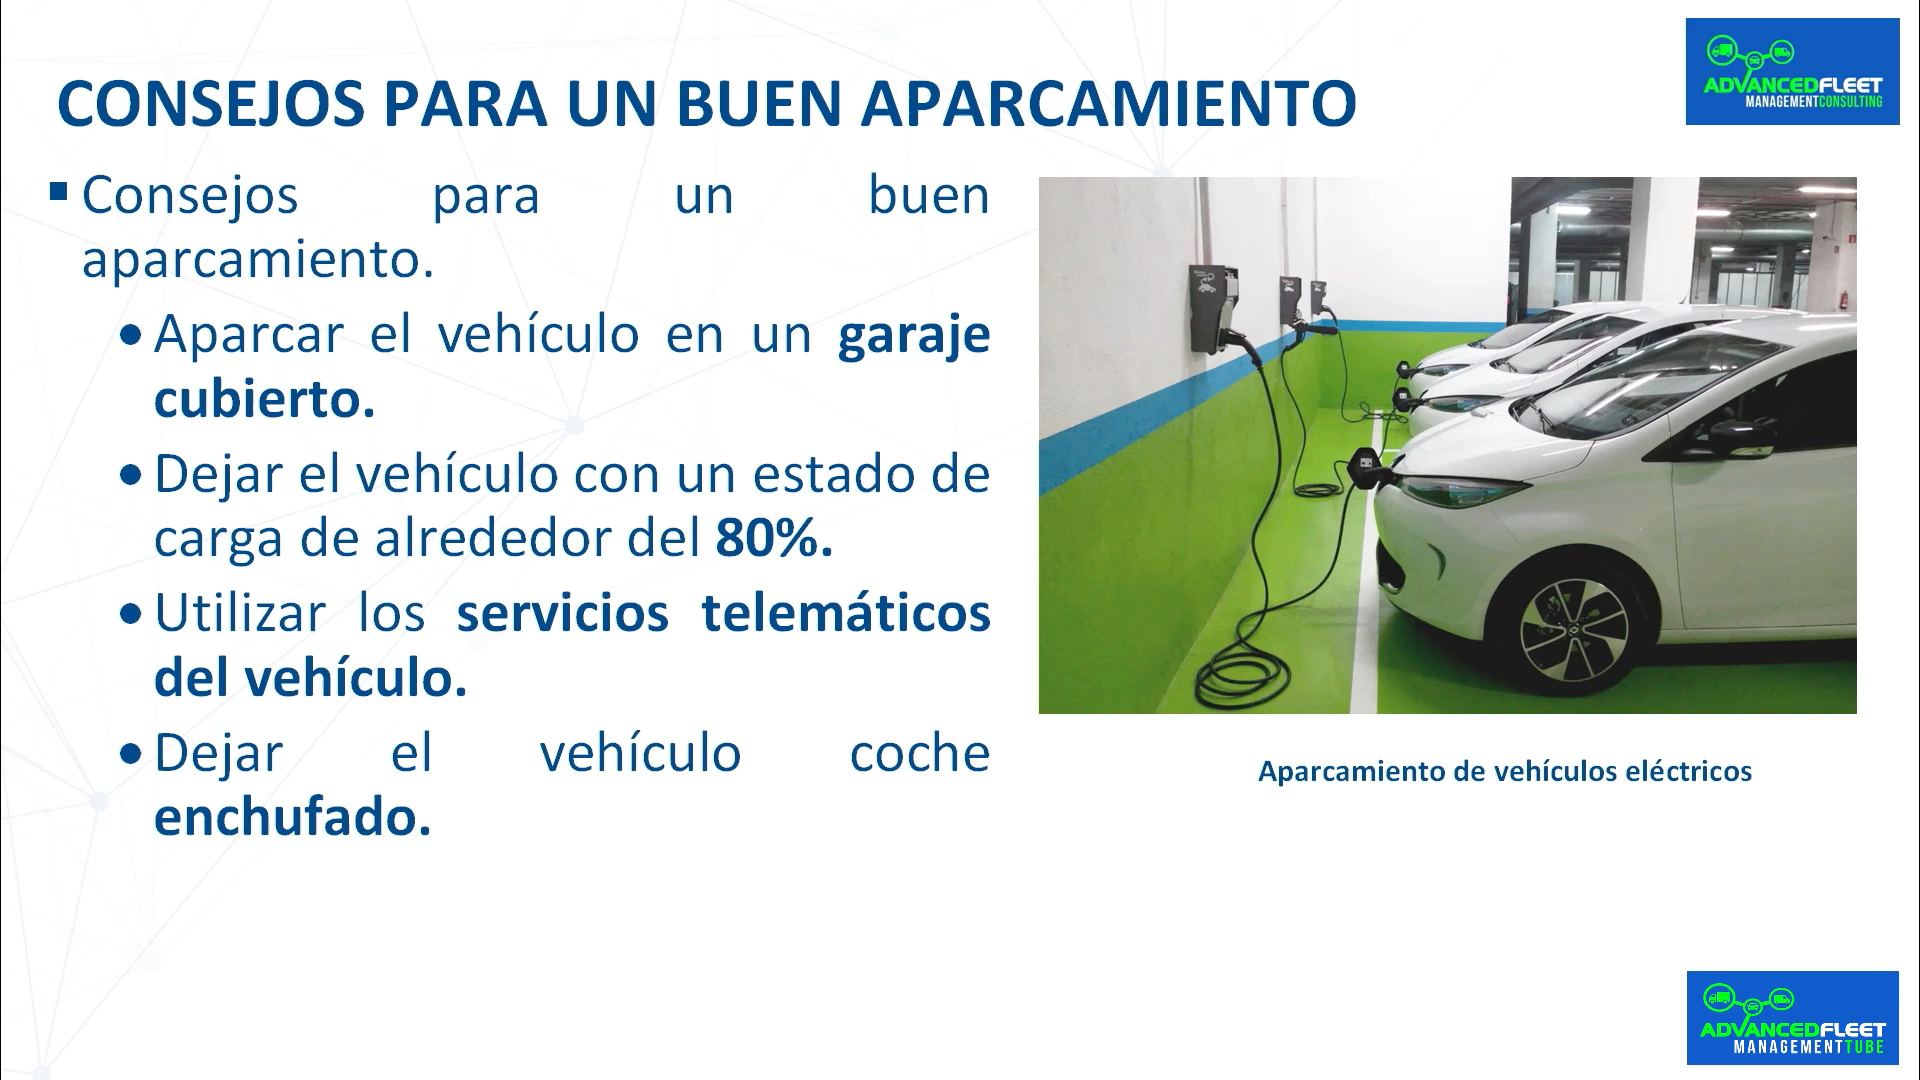 CONSEJOS PARA UN BUEN APARCAMIENTO
ADVANCEDFLEET
MANAGEMENTCONSULTING
Consejos para un buen
aparcamiento.
Aparcar el vehículo en un garaje
cubierto.
Dejar el vehículo con un estado de
carga de alrededor del 80%.
Utilizar los servicios telemáticos
del vehículo.
Dejar el vehículo coche
enchufado.
Aparcamiento de vehículos eléctricos
ADVANCEDFLEET
MANAGEMENTTUBE